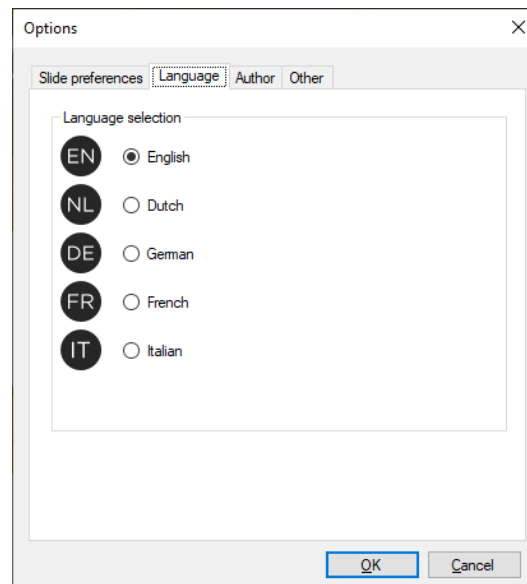 Options
Slide preferences Language Author Other
Language selection
EN English
NL Dutch
DE German
FR French
IT Italian
OK Cancel